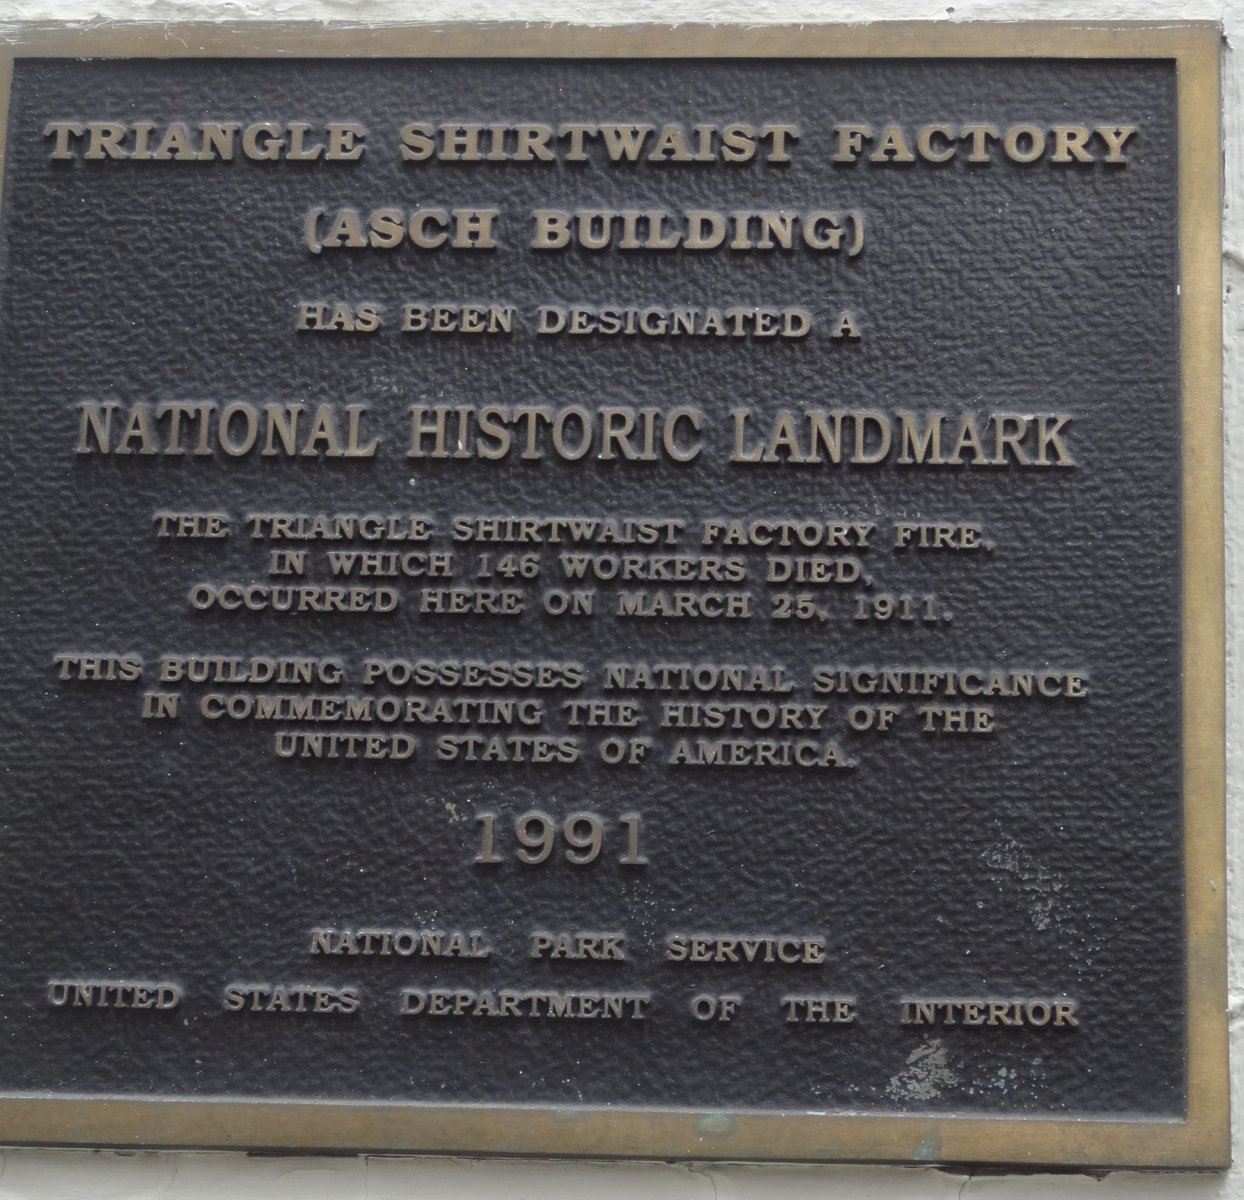 TRIANGLE SHIRTWAIST FACTORY
(ASCH BUILDING)
HAS BEEN DESIGNATED A
NATIONAL HISTORIC LANDMARK
THE TRIANGLE SHIRTWAIST FACTORY FIRE,
IN WHICH 146 WORKERS DIED,
OCCURRED HERE ON MARCH 25, 1911.
THIS BUILDING POSSESSES NATIONAL SIGNIFICANCE
IN COMMEMORATING THE HISTORY OF THE
UNITED STATES OF AMERICA.
1991
NATIONAL PARK SERVICE
UNITED STATES DEPARTMENT OF THE INTERIOR